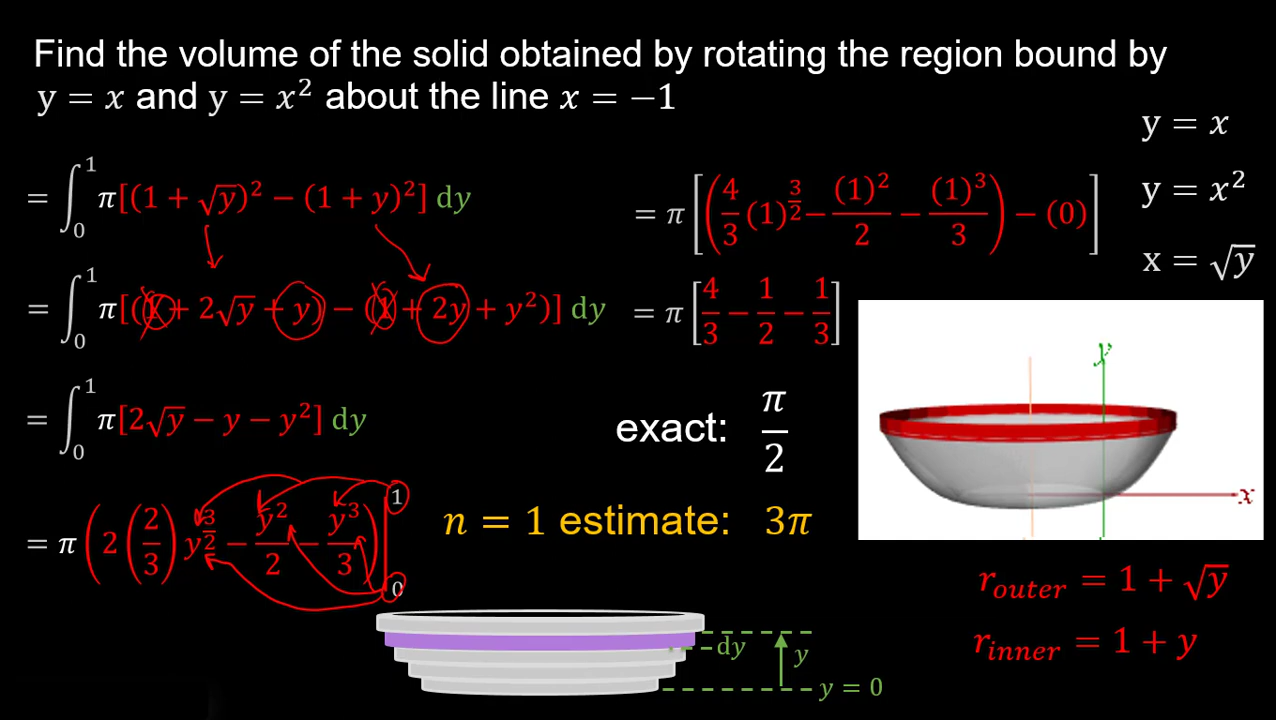 Find the volume of the solid obtained by rotating the region bound by
y = x and y = x² about the line x = −1
= ∫₀¹ π[(1 + √y)² − (1 + y)²] dy
= ∫₀¹ π[(1 + 2√y + y) − (1 + 2y + y²)] dy
= ∫₀¹ π[2√y − y − y²] dy
= π (2 (2/3) y^(3/2) − y²/2 − y³/3) |₀¹
= π [(4/3 (1)^(3/2) − (1)²/2 − (1)³/3) − (0)]
= π [4/3 − 1/2 − 1/3]
exact: π/2
n = 1 estimate: 3π
y = x
y = x²
x = √y
y
x
r_outer = 1 + √y
r_inner = 1 + y
dy
y
y = 0